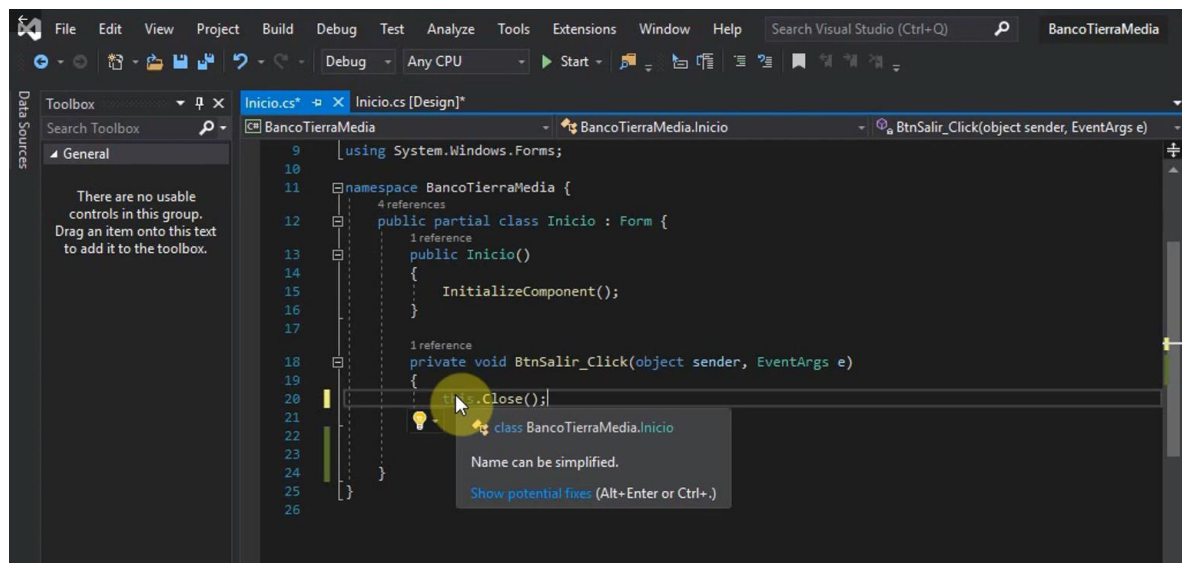 File Edit View Project Build Debug Test Analyze Tools Extensions Window Help Search Visual Studio (Ctrl+Q) BancoTierraMedia
Debug Any CPU Start
Data Sources
Toolbox
Search Toolbox
General
There are no usable
controls in this group.
Drag an item onto this text
to add it to the toolbox.
Inicio.cs* Inicio.cs [Design]*
C# BancoTierraMedia BancoTierraMedia.Inicio BtnSalir_Click(object sender, EventArgs e)
9 using System.Windows.Forms;
10
11 namespace BancoTierraMedia {
4 references
12 public partial class Inicio : Form {
1 reference
13 public Inicio()
14 {
15 InitializeComponent();
16 }
17
1 reference
18 private void BtnSalir_Click(object sender, EventArgs e)
19 {
20 this.Close();
21
22
23
24 }
25 }
26
class BancoTierraMedia.Inicio
Name can be simplified.
Show potential fixes (Alt+Enter or Ctrl+.)